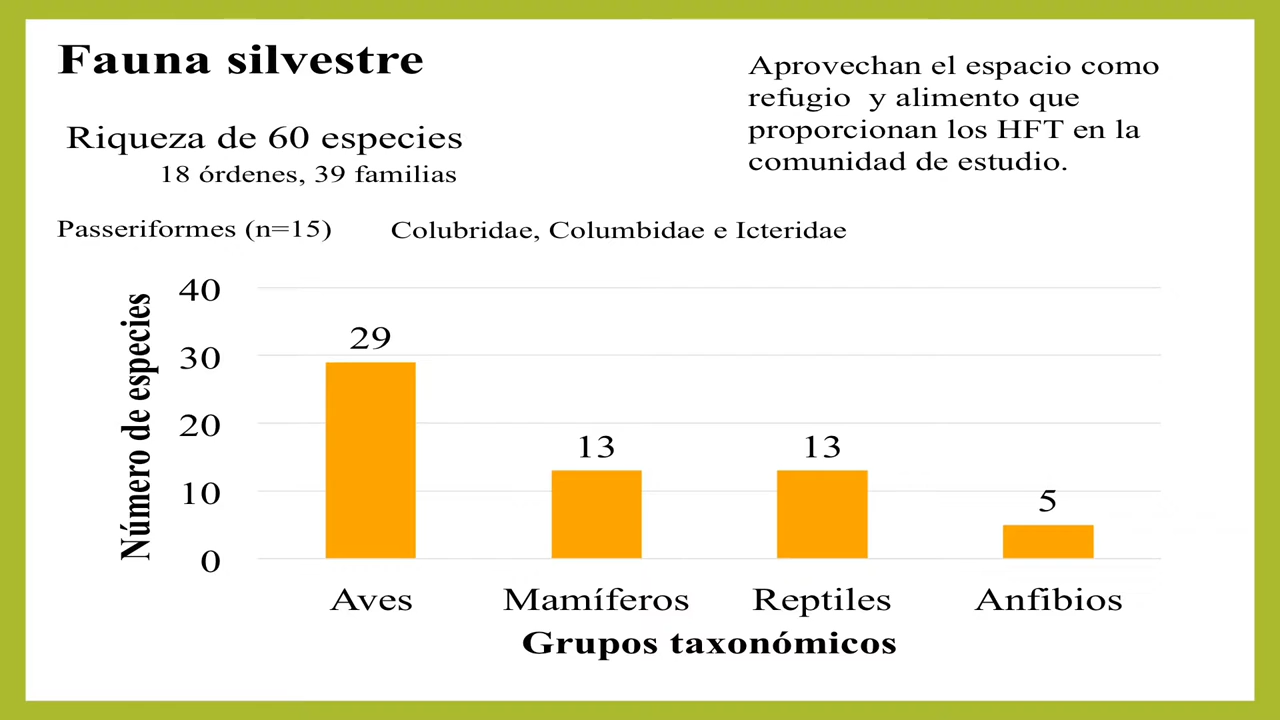 Fauna silvestre
Riqueza de 60 especies
18 órdenes, 39 familias
Aprovechan el espacio como
refugio y alimento que
proporcionan los HFT en la
comunidad de estudio.
Passeriformes (n=15)
Colubridae, Columbidae e Icteridae
Número de especies
40
30
20
10
0
29
13
13
5
Aves
Mamíferos
Reptiles
Anfibios
Grupos taxonómicos